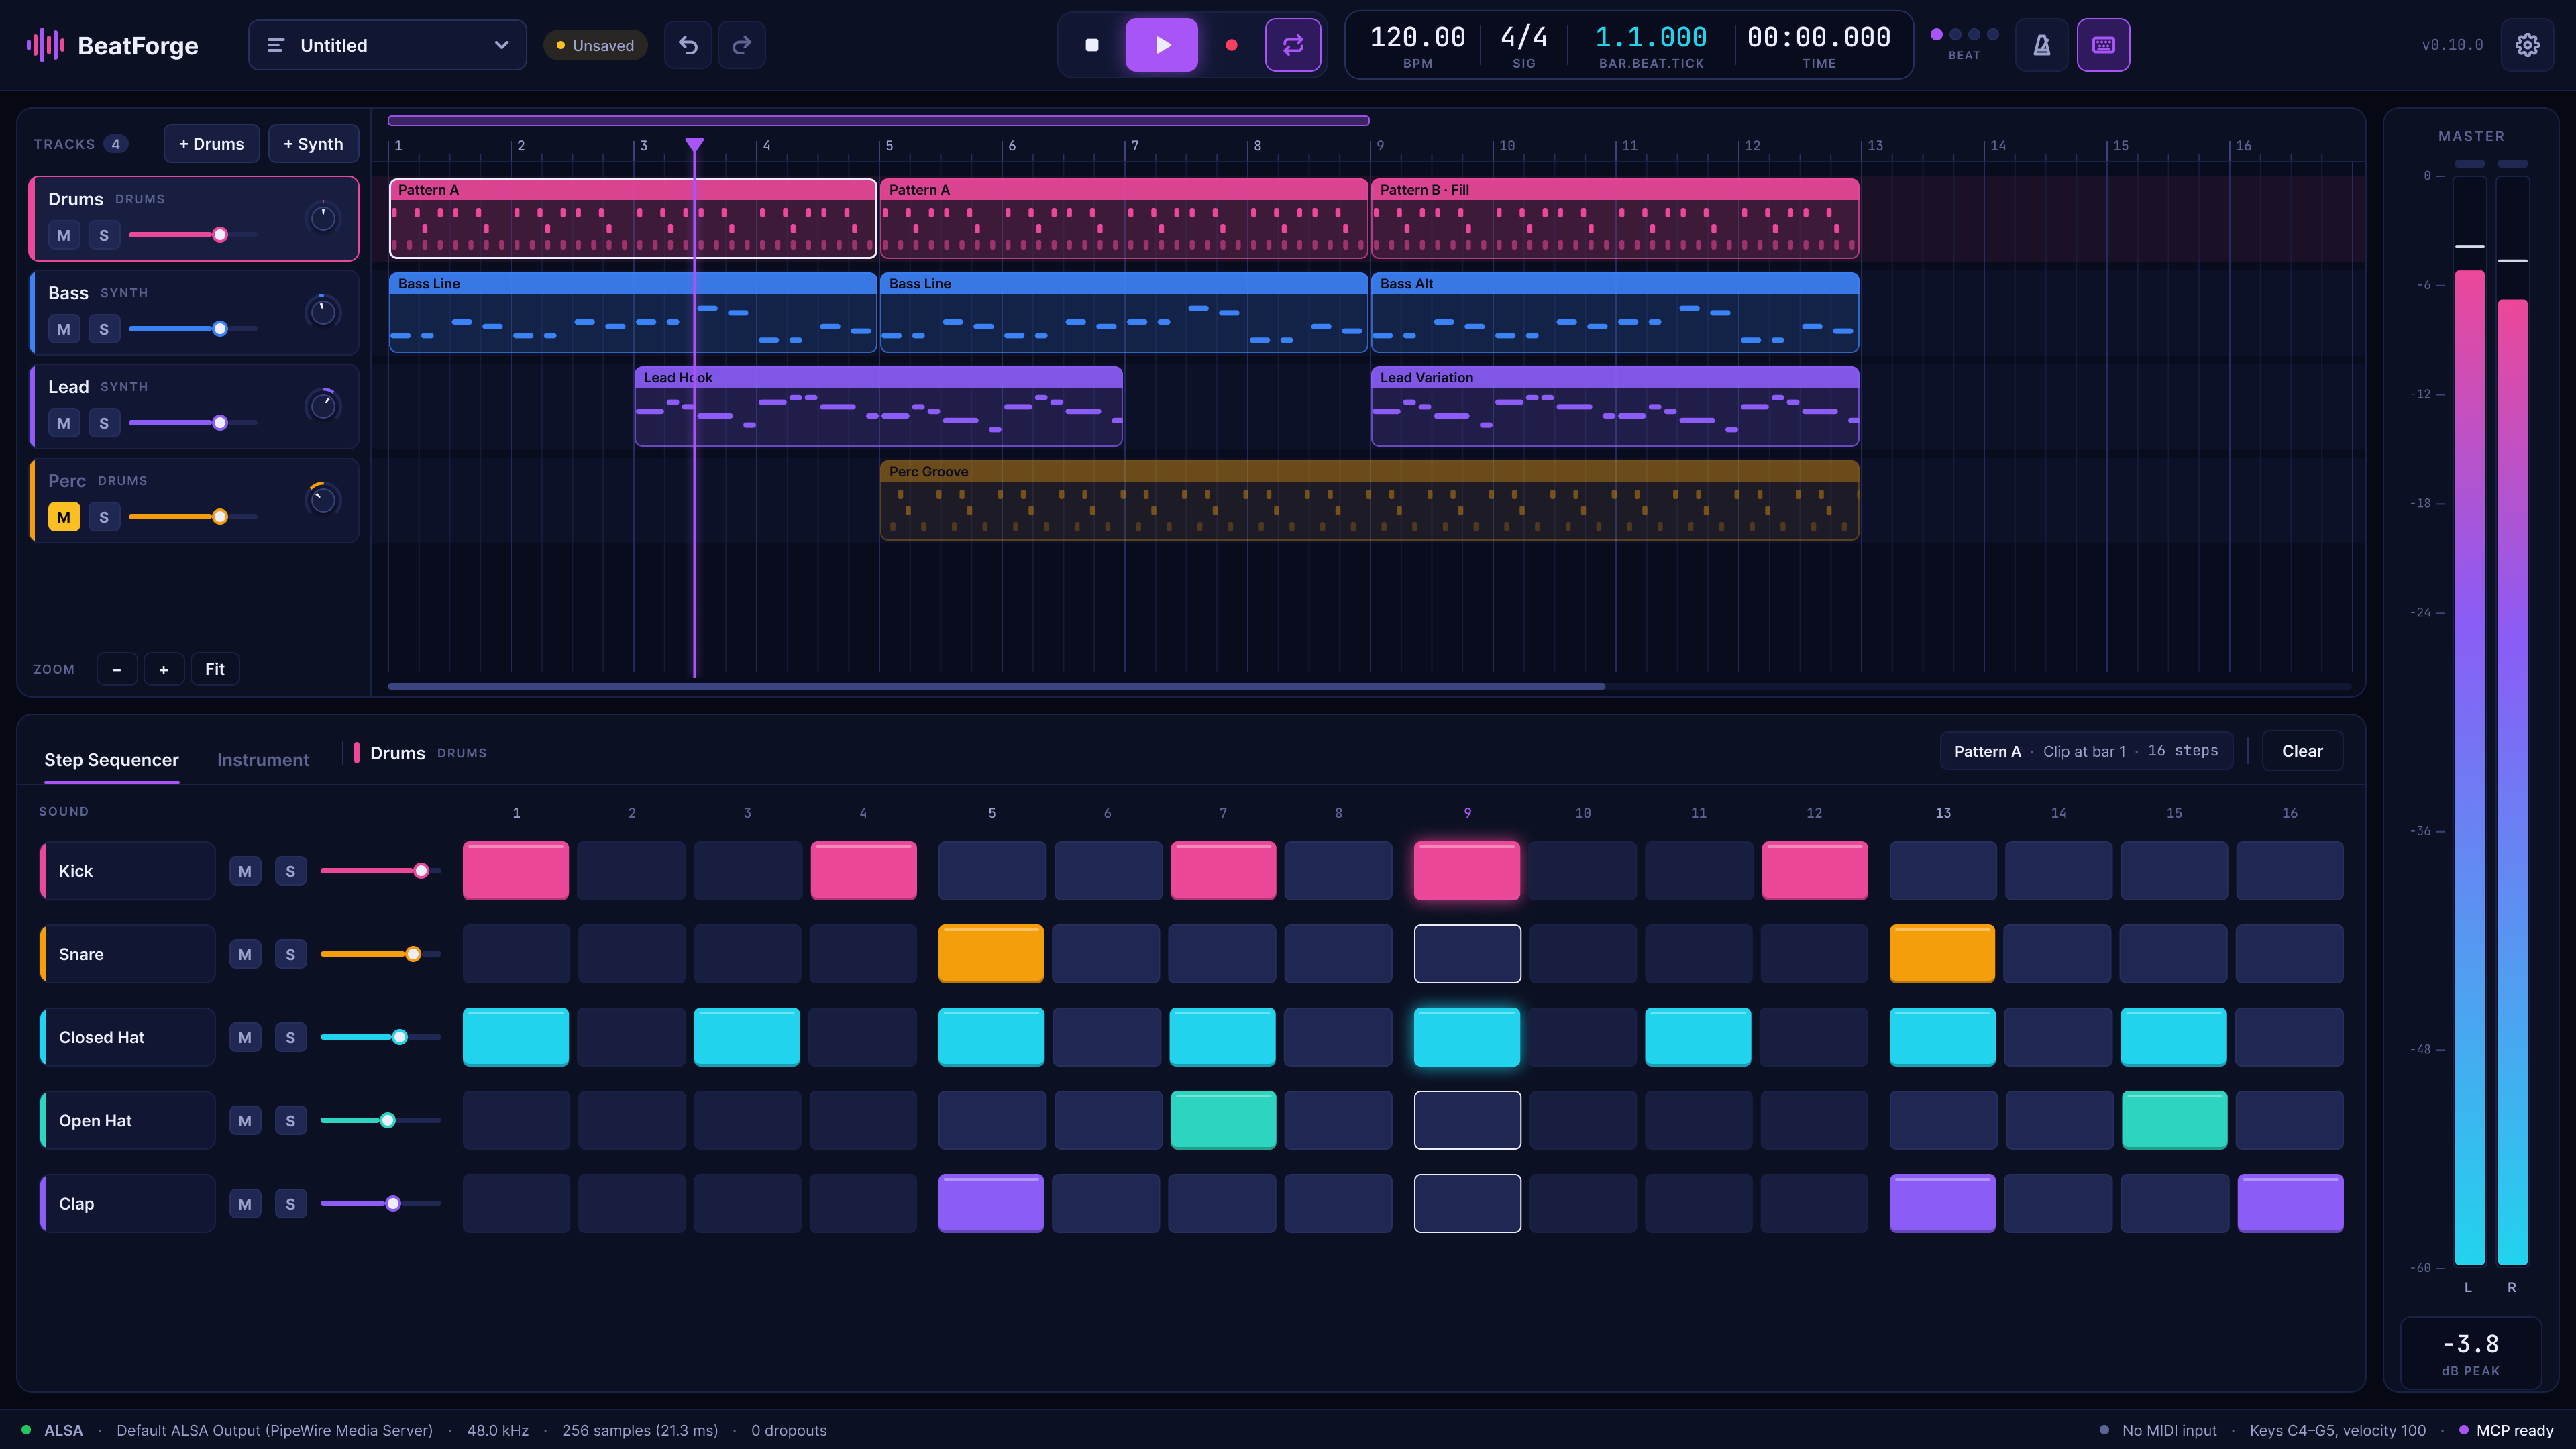 BeatForge
Untitled
Unsaved
120.00 4/4 1.1.000 00:00.000
BPM SIG BAR.BEAT.TICK TIME
BEAT
v0.10.0
TRACKS 4 + Drums + Synth
1 2 3 4 5 6 7 8 9 10 11 12 13 14 15 16
Drums DRUMS
M S
Pattern A Pattern A Pattern B · Fill
Bass SYNTH
M S
Bass Line Bass Line Bass Alt
Lead SYNTH
M S
Lead Hook Lead Variation
Perc DRUMS
M S
Perc Groove
ZOOM − + Fit
Step Sequencer Instrument Drums DRUMS
Pattern A · Clip at bar 1 · 16 steps Clear
SOUND 1 2 3 4 5 6 7 8 9 10 11 12 13 14 15 16
Kick M S
Snare M S
Closed Hat M S
Open Hat M S
Clap M S
MASTER
0
-6
-12
-18
-24
-36
-48
-60
L R
-3.8
dB PEAK
ALSA · Default ALSA Output (PipeWire Media Server) · 48.0 kHz · 256 samples (21.3 ms) · 0 dropouts
No MIDI input · Keys C4–G5, velocity 100 · MCP ready